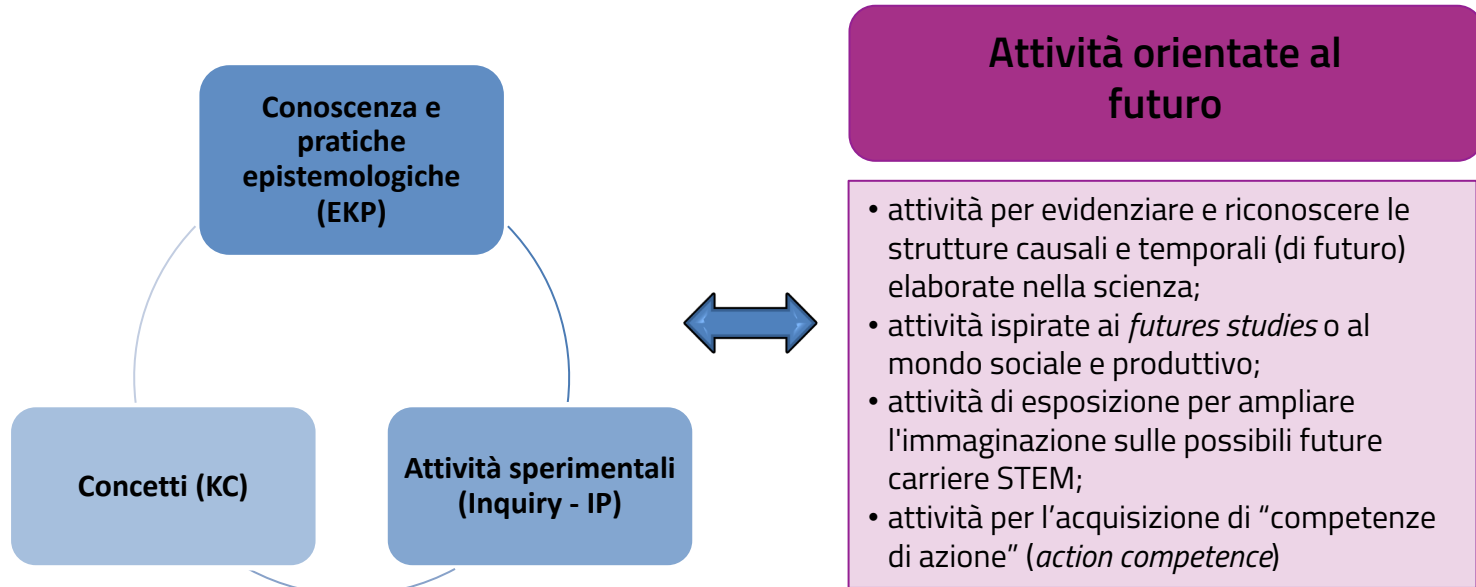 Conoscenza e
pratiche
epistemologiche
(EKP)
Concetti (KC)
Attività sperimentali
(Inquiry - IP)
Attività orientate al
futuro
• attività per evidenziare e riconoscere le
strutture causali e temporali (di futuro)
elaborate nella scienza;
• attività ispirate ai futures studies o al
mondo sociale e produttivo;
• attività di esposizione per ampliare
l'immaginazione sulle possibili future
carriere STEM;
• attività per l’acquisizione di “competenze
di azione” (action competence)